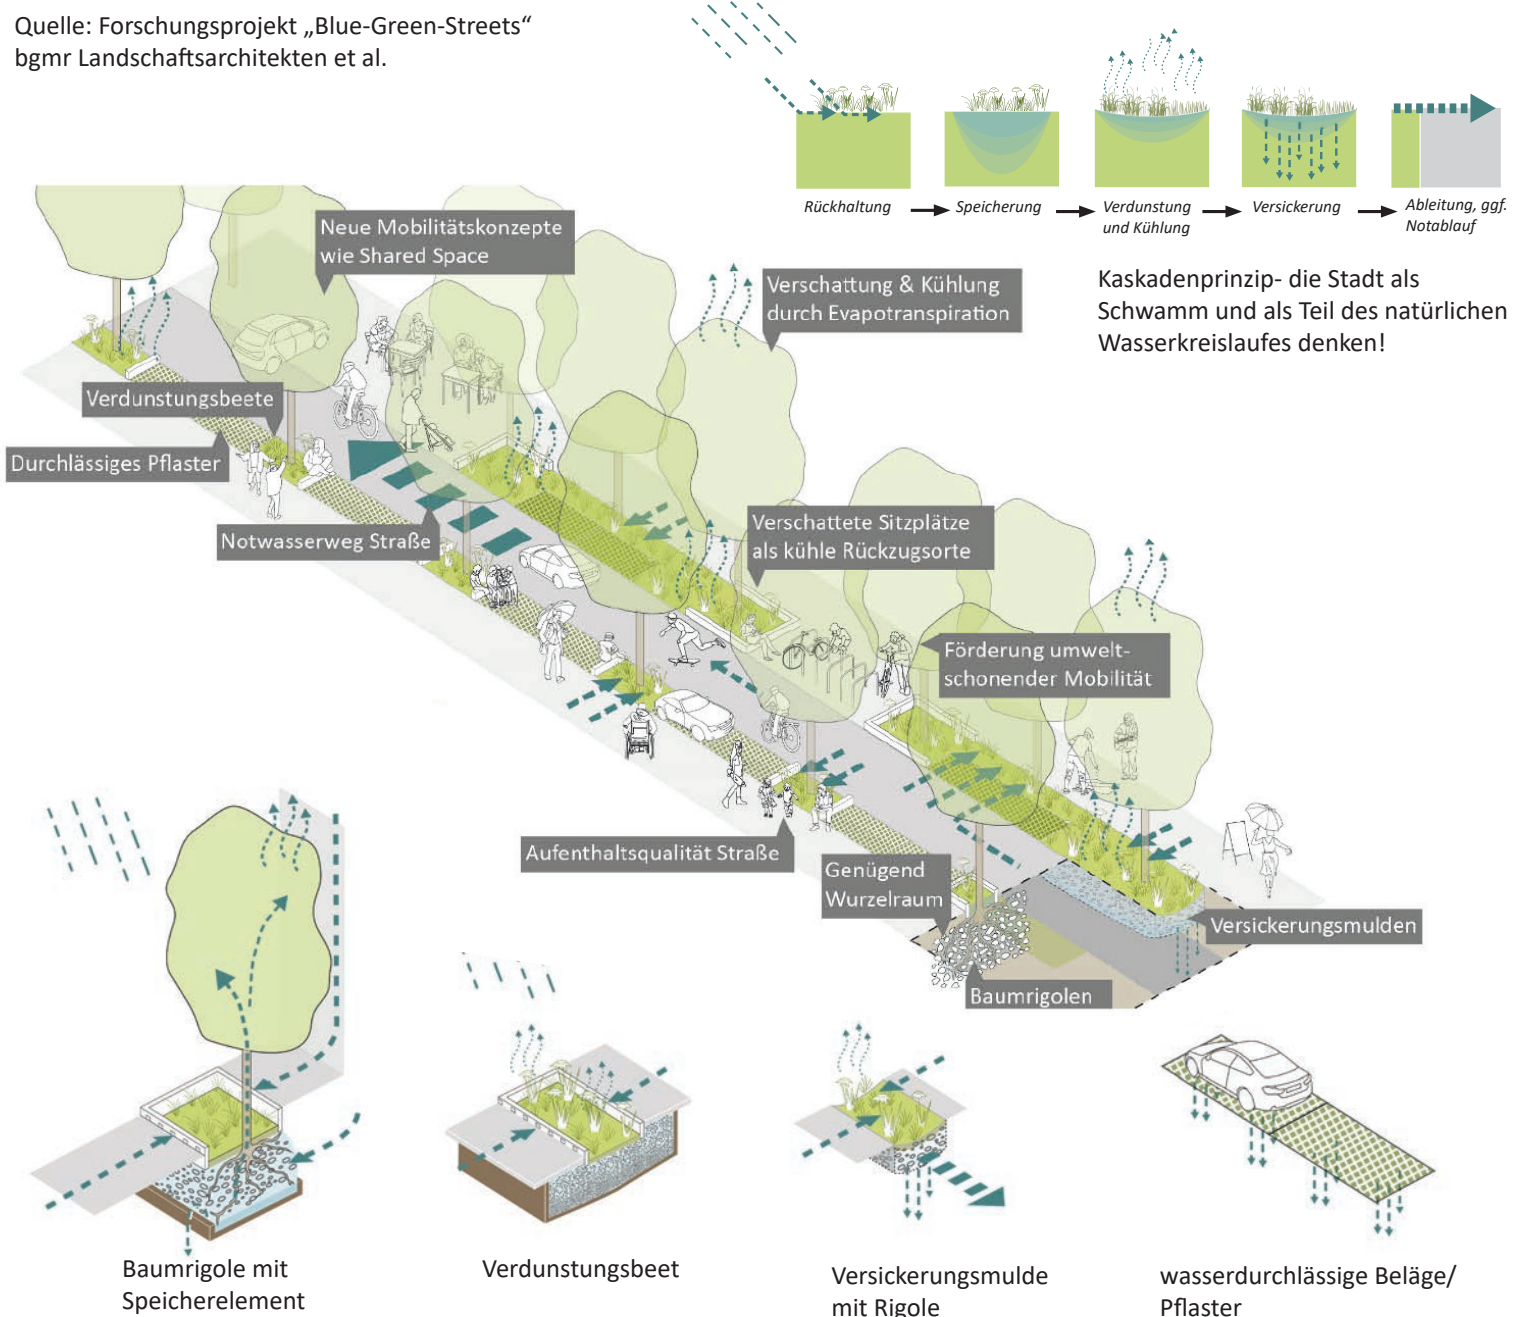 Quelle: Forschungsprojekt „Blue-Green-Streets“
bgmr Landschaftsarchitekten et al.
Rückhaltung
Speicherung
Verdunstung
und Kühlung
Versickerung
Ableitung, ggf.
Notablauf
Kaskadenprinzip- die Stadt als
Schwamm und als Teil des natürlichen
Wasserkreislaufes denken!
Neue Mobilitätskonzepte
wie Shared Space
Verschattung & Kühlung
durch Evapotranspiration
Verdunstungsbeete
Durchlässiges Pflaster
Notwasserweg Straße
Verschattete Sitzplätze
als kühle Rückzugsorte
Förderung umwelt-
schonender Mobilität
Aufenthaltsqualität Straße
Genügend
Wurzelraum
Versickerungsmulden
Baumrigolen
Baumrigole mit
Speicherelement
Verdunstungsbeet
Versickerungsmulde
mit Rigole
wasserdurchlässige Beläge/
Pflaster